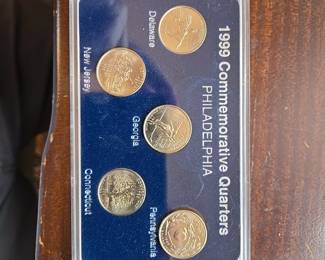 1999 Commemorative Quarters
PHILADELPHIA
Delaware
New Jersey
Georgia
Connecticut
Pennsylvania